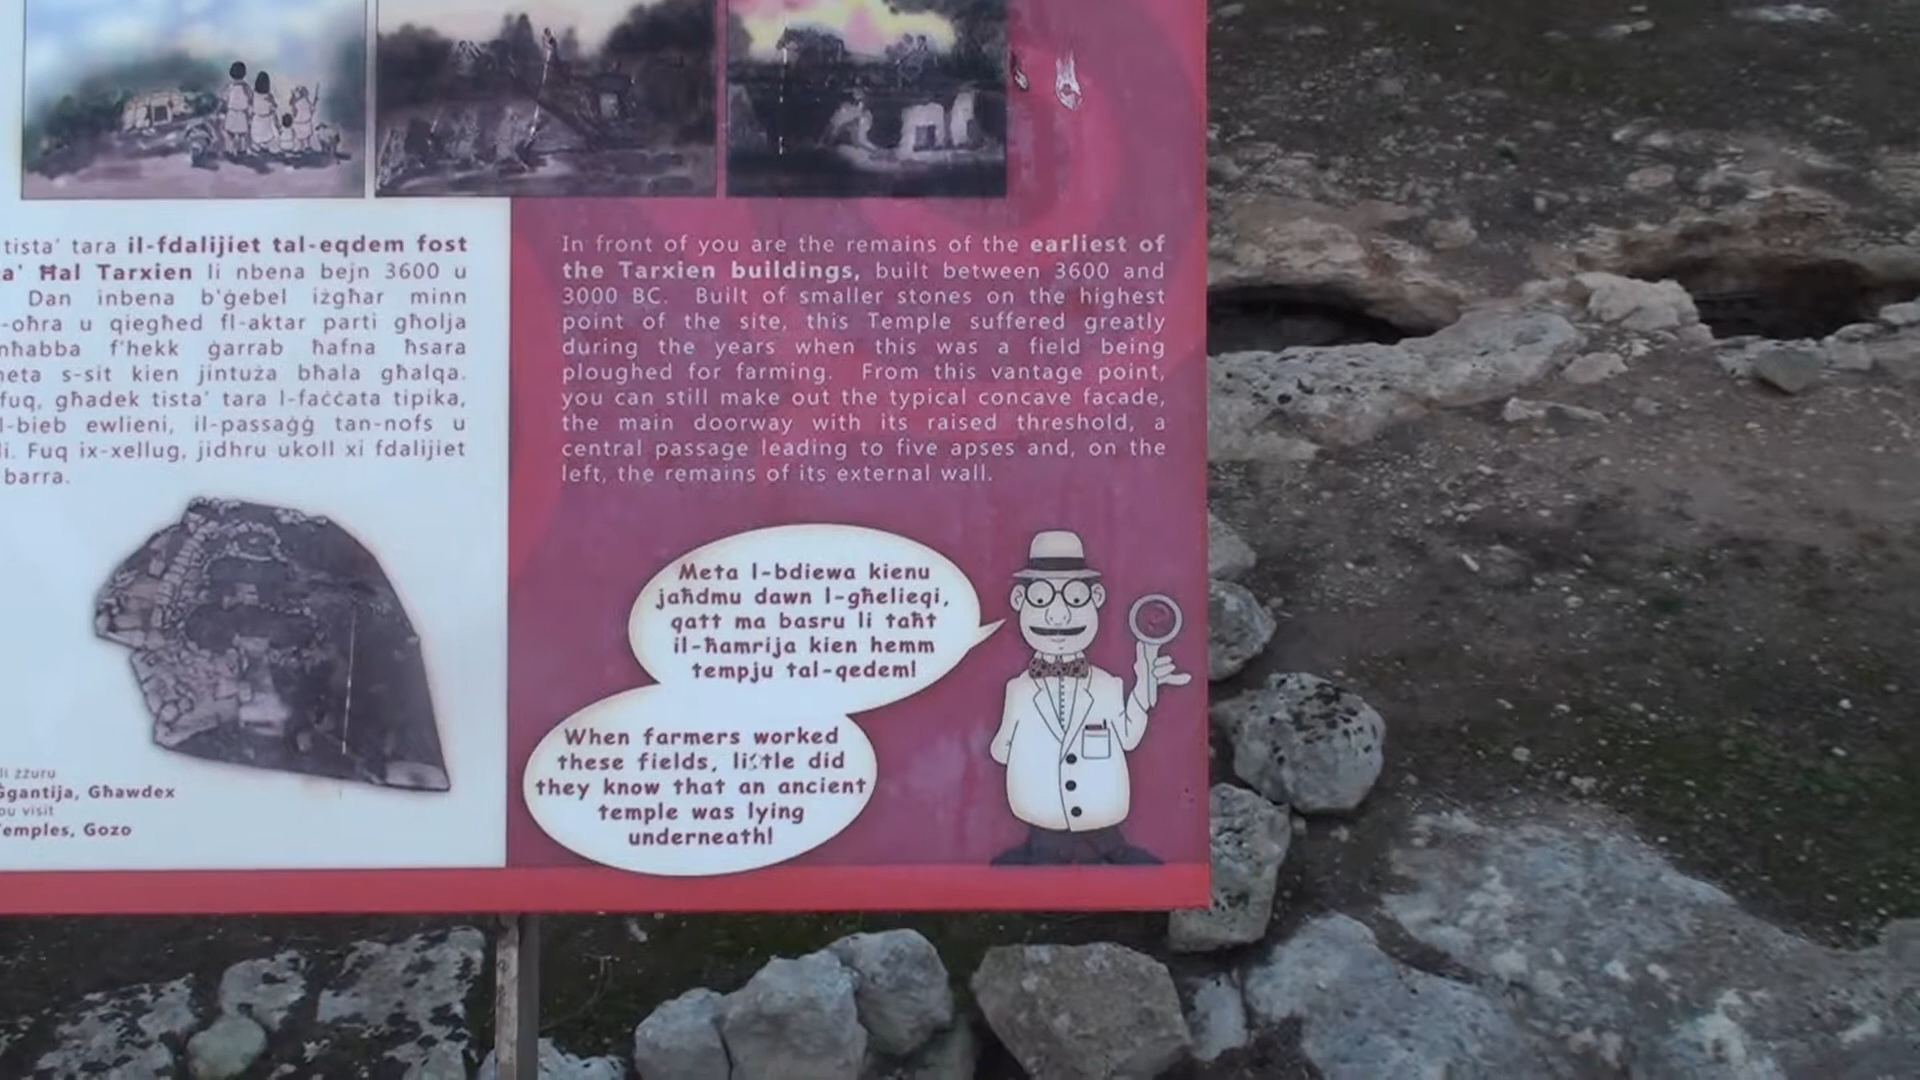 tista' tara il-fdalijiet tal-eqdem fost
a' Ħal Tarxien li nbena bejn 3600 u
Dan inbena b'ġebel iżgħar minn
-oħra u qiegħed fl-aktar parti għolja
nħabba f'hekk ġarrab ħafna ħsara
meta s-sit kien jintuża bħala għalqa.
fuq, għadek tista' tara l-faċċata tipika,
l-bieb ewlieni, il-passaġġ tan-nofs u
li. Fuq ix-xellug, jidhru ukoll xi fdalijiet
barra.
li żżuru
Ġgantija, Għawdex
ou visit
Temples, Gozo
In front of you are the remains of the earliest of
the Tarxien buildings, built between 3600 and
3000 BC. Built of smaller stones on the highest
point of the site, this Temple suffered greatly
during the years when this was a field being
ploughed for farming. From this vantage point,
you can still make out the typical concave facade,
the main doorway with its raised threshold, a
central passage leading to five apses and, on the
left, the remains of its external wall.
Meta l-bdiewa kienu
jaħdmu dawn l-għelieqi,
qatt ma basru li taħt
il-ħamrija kien hemm
tempju tal-qedem!
When farmers worked
these fields, little did
they know that an ancient
temple was lying
underneath!